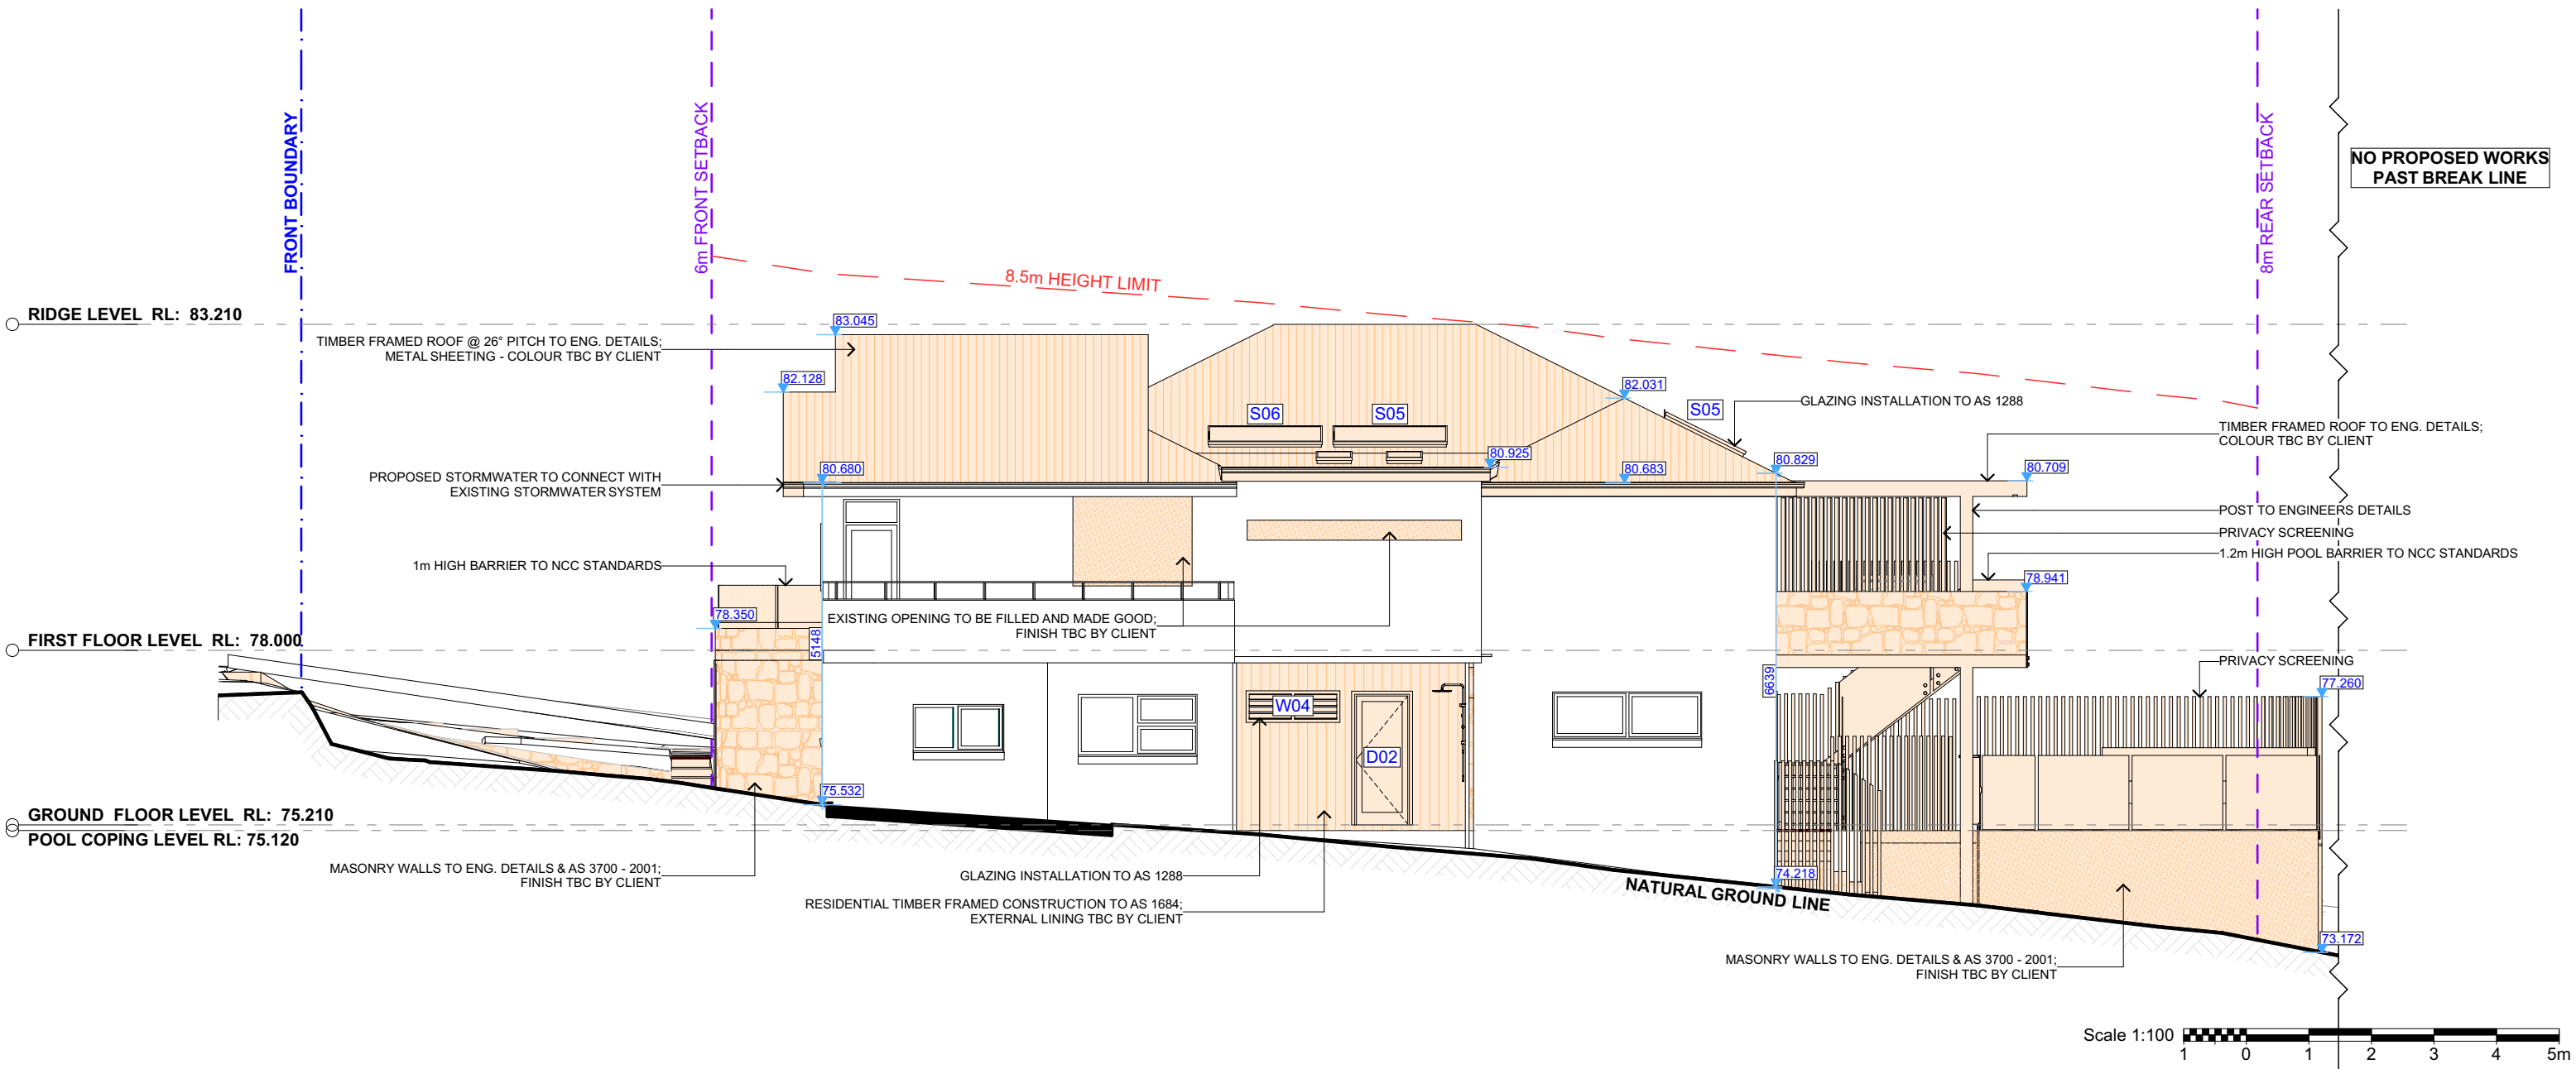 FRONT BOUNDARY
6m FRONT SETBACK
8m REAR SETBACK
NO PROPOSED WORKS
PAST BREAK LINE
8.5m HEIGHT LIMIT
RIDGE LEVEL RL: 83.210
83.045
TIMBER FRAMED ROOF @ 26° PITCH TO ENG. DETAILS;
METAL SHEETING - COLOUR TBC BY CLIENT
82.128
82.031
S06
S05
S05
GLAZING INSTALLATION TO AS 1288
TIMBER FRAMED ROOF TO ENG. DETAILS;
COLOUR TBC BY CLIENT
80.925
80.680
80.683
80.829
80.709
PROPOSED STORMWATER TO CONNECT WITH
EXISTING STORMWATER SYSTEM
POST TO ENGINEERS DETAILS
PRIVACY SCREENING
1.2m HIGH POOL BARRIER TO NCC STANDARDS
1m HIGH BARRIER TO NCC STANDARDS
78.941
78.350
EXISTING OPENING TO BE FILLED AND MADE GOOD;
FINISH TBC BY CLIENT
5148
FIRST FLOOR LEVEL RL: 78.000
PRIVACY SCREENING
6639
77.260
W04
D02
75.532
GROUND FLOOR LEVEL RL: 75.210
POOL COPING LEVEL RL: 75.120
MASONRY WALLS TO ENG. DETAILS & AS 3700 - 2001;
FINISH TBC BY CLIENT
GLAZING INSTALLATION TO AS 1288
74.218
NATURAL GROUND LINE
RESIDENTIAL TIMBER FRAMED CONSTRUCTION TO AS 1684;
EXTERNAL LINING TBC BY CLIENT
73.172
MASONRY WALLS TO ENG. DETAILS & AS 3700 - 2001;
FINISH TBC BY CLIENT
Scale 1:100
1 0 1 2 3 4 5m